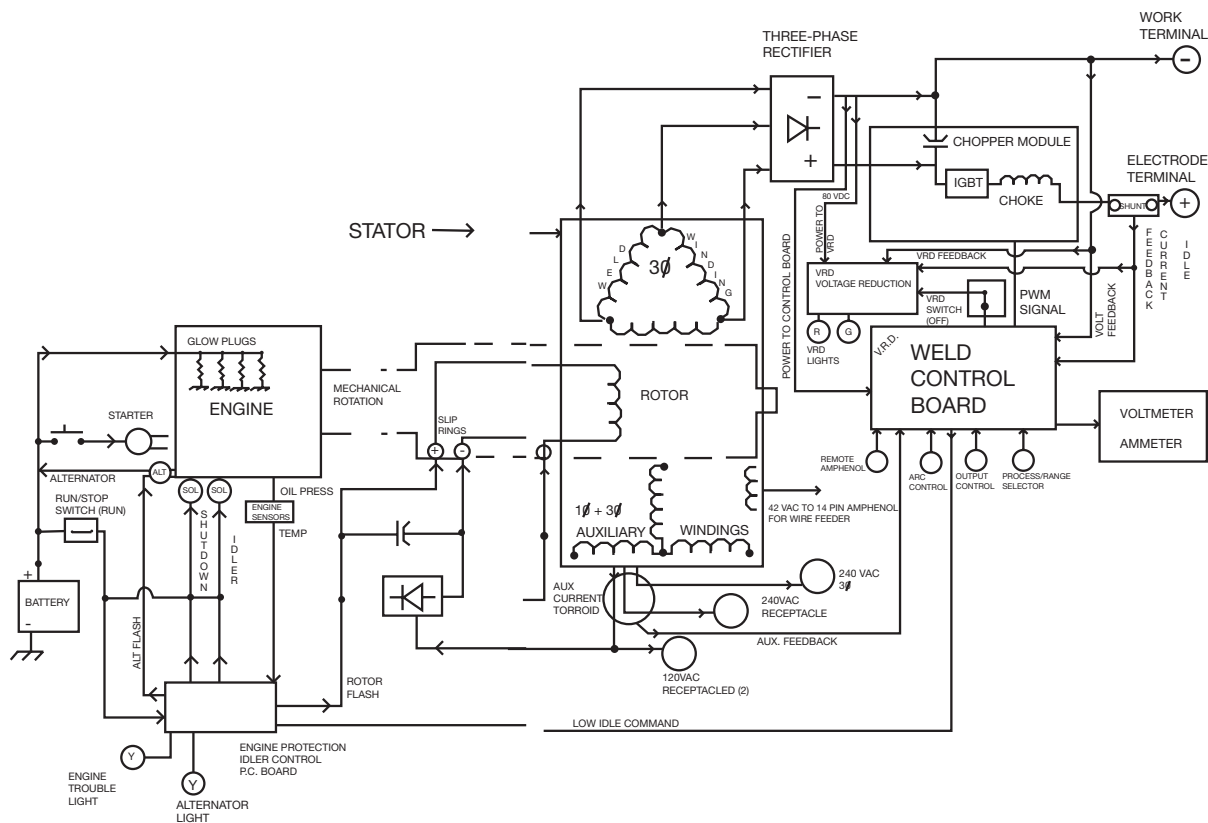 WORK
TERMINAL
-
THREE-PHASE
RECTIFIER
-
+
CHOPPER MODULE
IGBT
CHOKE
ELECTRODE
TERMINAL
SHUNT
+
80 VDC
POWER TO
VRD
POWER TO CONTROL BOARD
VRD FEEDBACK
FEEDBACK
CURRENT
IDLE
STATOR
WELD
WINDING
3Ø
VRD
VOLTAGE REDUCTION
VRD
SWITCH
(OFF)
PWM
SIGNAL
VOLT
FEEDBACK
R
G
VRD
LIGHTS
V.R.D.
WELD
CONTROL
BOARD
VOLTMETER
AMMETER
REMOTE
AMPHENOL
ARC
CONTROL
OUTPUT
CONTROL
PROCESS/RANGE
SELECTOR
GLOW PLUGS
ENGINE
MECHANICAL
ROTATION
ROTOR
SLIP
RINGS
+
-
STARTER
ALTERNATOR
ALT
RUN/STOP
SWITCH (RUN)
SOL
SOL
SHUTDOWN
IDLER
OIL PRESS
ENGINE
SENSORS
TEMP
1Ø + 3Ø
AUXILIARY
WINDINGS
42 VAC TO 14 PIN AMPHENOL
FOR WIRE FEEDER
+
BATTERY
-
ALT FLASH
AUX
CURRENT
TORROID
240 VAC
3Ø
240VAC
RECEPTACLE
AUX. FEEDBACK
120VAC
RECEPTACLED (2)
ROTOR
FLASH
LOW IDLE COMMAND
ENGINE PROTECTION
IDLER CONTROL
P.C. BOARD
Y
ENGINE
TROUBLE
LIGHT
Y
ALTERNATOR
LIGHT